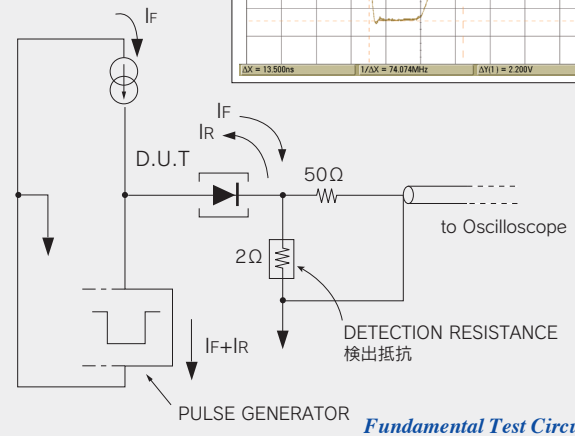 IF
ΔX = 13.500ns
1/ΔX = 74.074MHz
ΔY(1) = 2.200V
IF
IR
D.U.T
50Ω
to Oscilloscope
2Ω
DETECTION RESISTANCE
検出抵抗
IF+IR
PULSE GENERATOR
Fundamental Test Circu